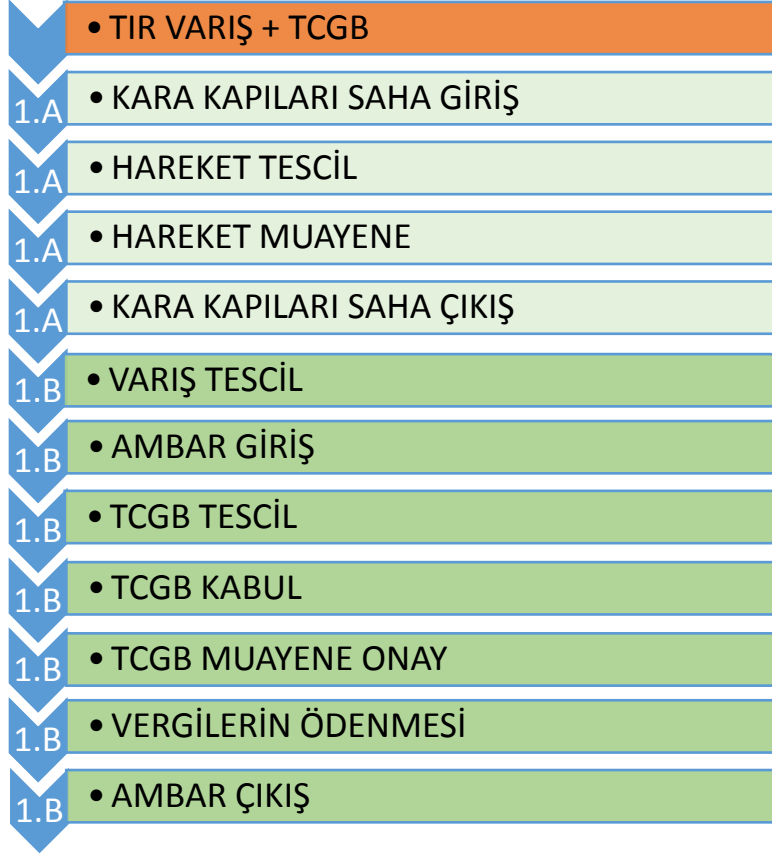 • TIR VARIŞ + TCGB
1.A • KARA KAPILARI SAHA GİRİŞ
1.A • HAREKET TESCİL
1.A • HAREKET MUAYENE
1.A • KARA KAPILARI SAHA ÇIKIŞ
1.B • VARIŞ TESCİL
1.B • AMBAR GİRİŞ
1.B • TCGB TESCİL
1.B • TCGB KABUL
1.B • TCGB MUAYENE ONAY
1.B • VERGİLERİN ÖDENMESİ
1.B • AMBAR ÇIKIŞ